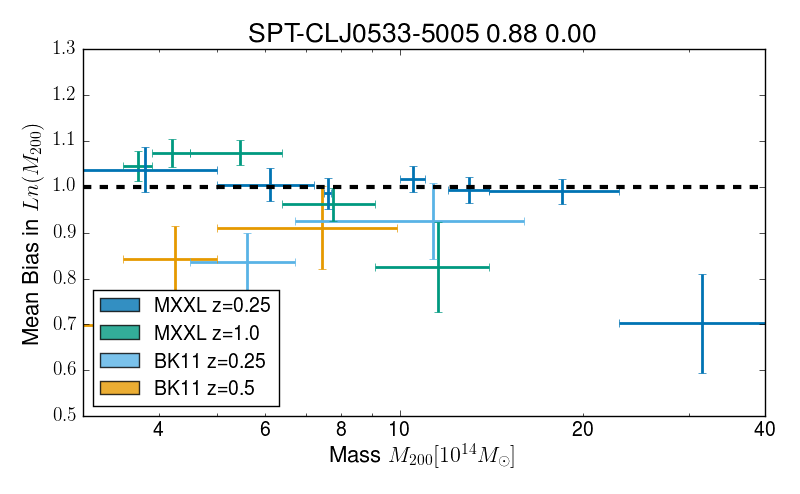 SPT-CLJ0533-5005 0.88 0.00
1.3
1.2
1.1
1.0
0.9
0.8
0.7
0.6
0.5
Mean Bias in Ln(M₂₀₀)
MXXL z=0.25
MXXL z=1.0
BK11 z=0.25
BK11 z=0.5
4 6 8 10 20 40
Mass M₂₀₀[10¹⁴M☉]